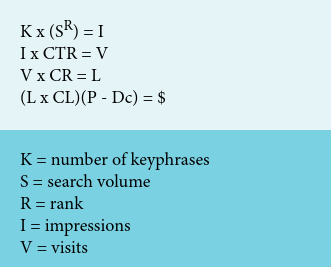 K x (S^R) = I
I x CTR = V
V x CR = L
(L x CL)(P - Dc) = $
K = number of keyphrases
S = search volume
R = rank
I = impressions
V = visits